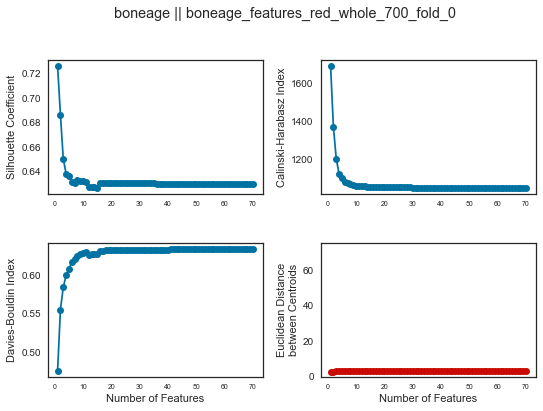 boneage || boneage_features_red_whole_700_fold_0
Silhouette Coefficient
0.72
0.70
0.68
0.66
0.64
0 10 20 30 40 50 60 70
Calinski-Harabasz Index
1600
1400
1200
0 10 20 30 40 50 60 70
Davies-Bouldin Index
0.60
0.55
0.50
0 10 20 30 40 50 60 70
Number of Features
Euclidean Distance
between Centroids
60
40
20
0
0 10 20 30 40 50 60 70
Number of Features